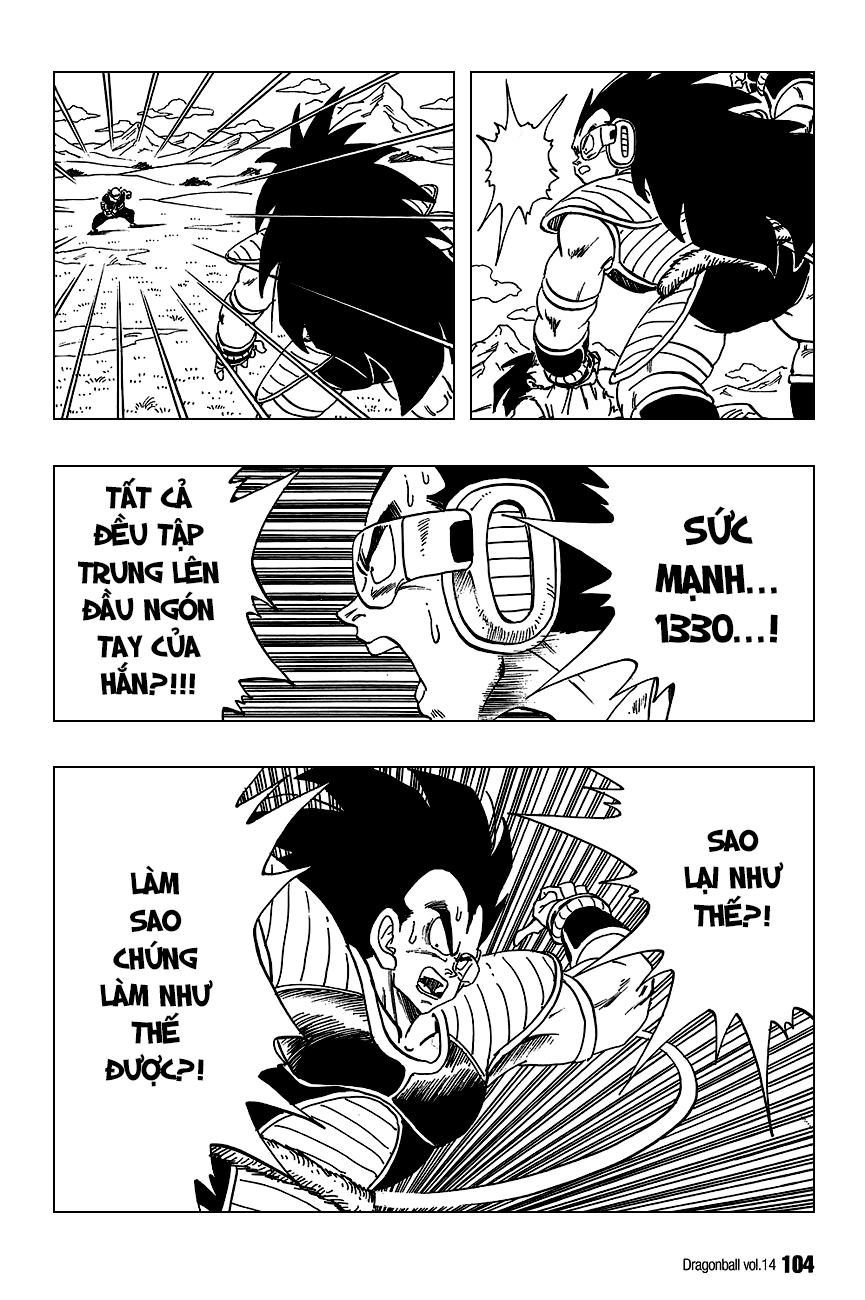 SỨC
MẠNH...
1330...!
TẤT CẢ
ĐỀU TẬP
TRUNG LÊN
ĐẦU NGÓN
TAY CỦA
HẮN?!!!
SAO
LẠI NHƯ
THẾ?!
LÀM
SAO
CHÚNG
LÀM NHƯ
THẾ
ĐƯỢC?!
Dragonball vol.14 104